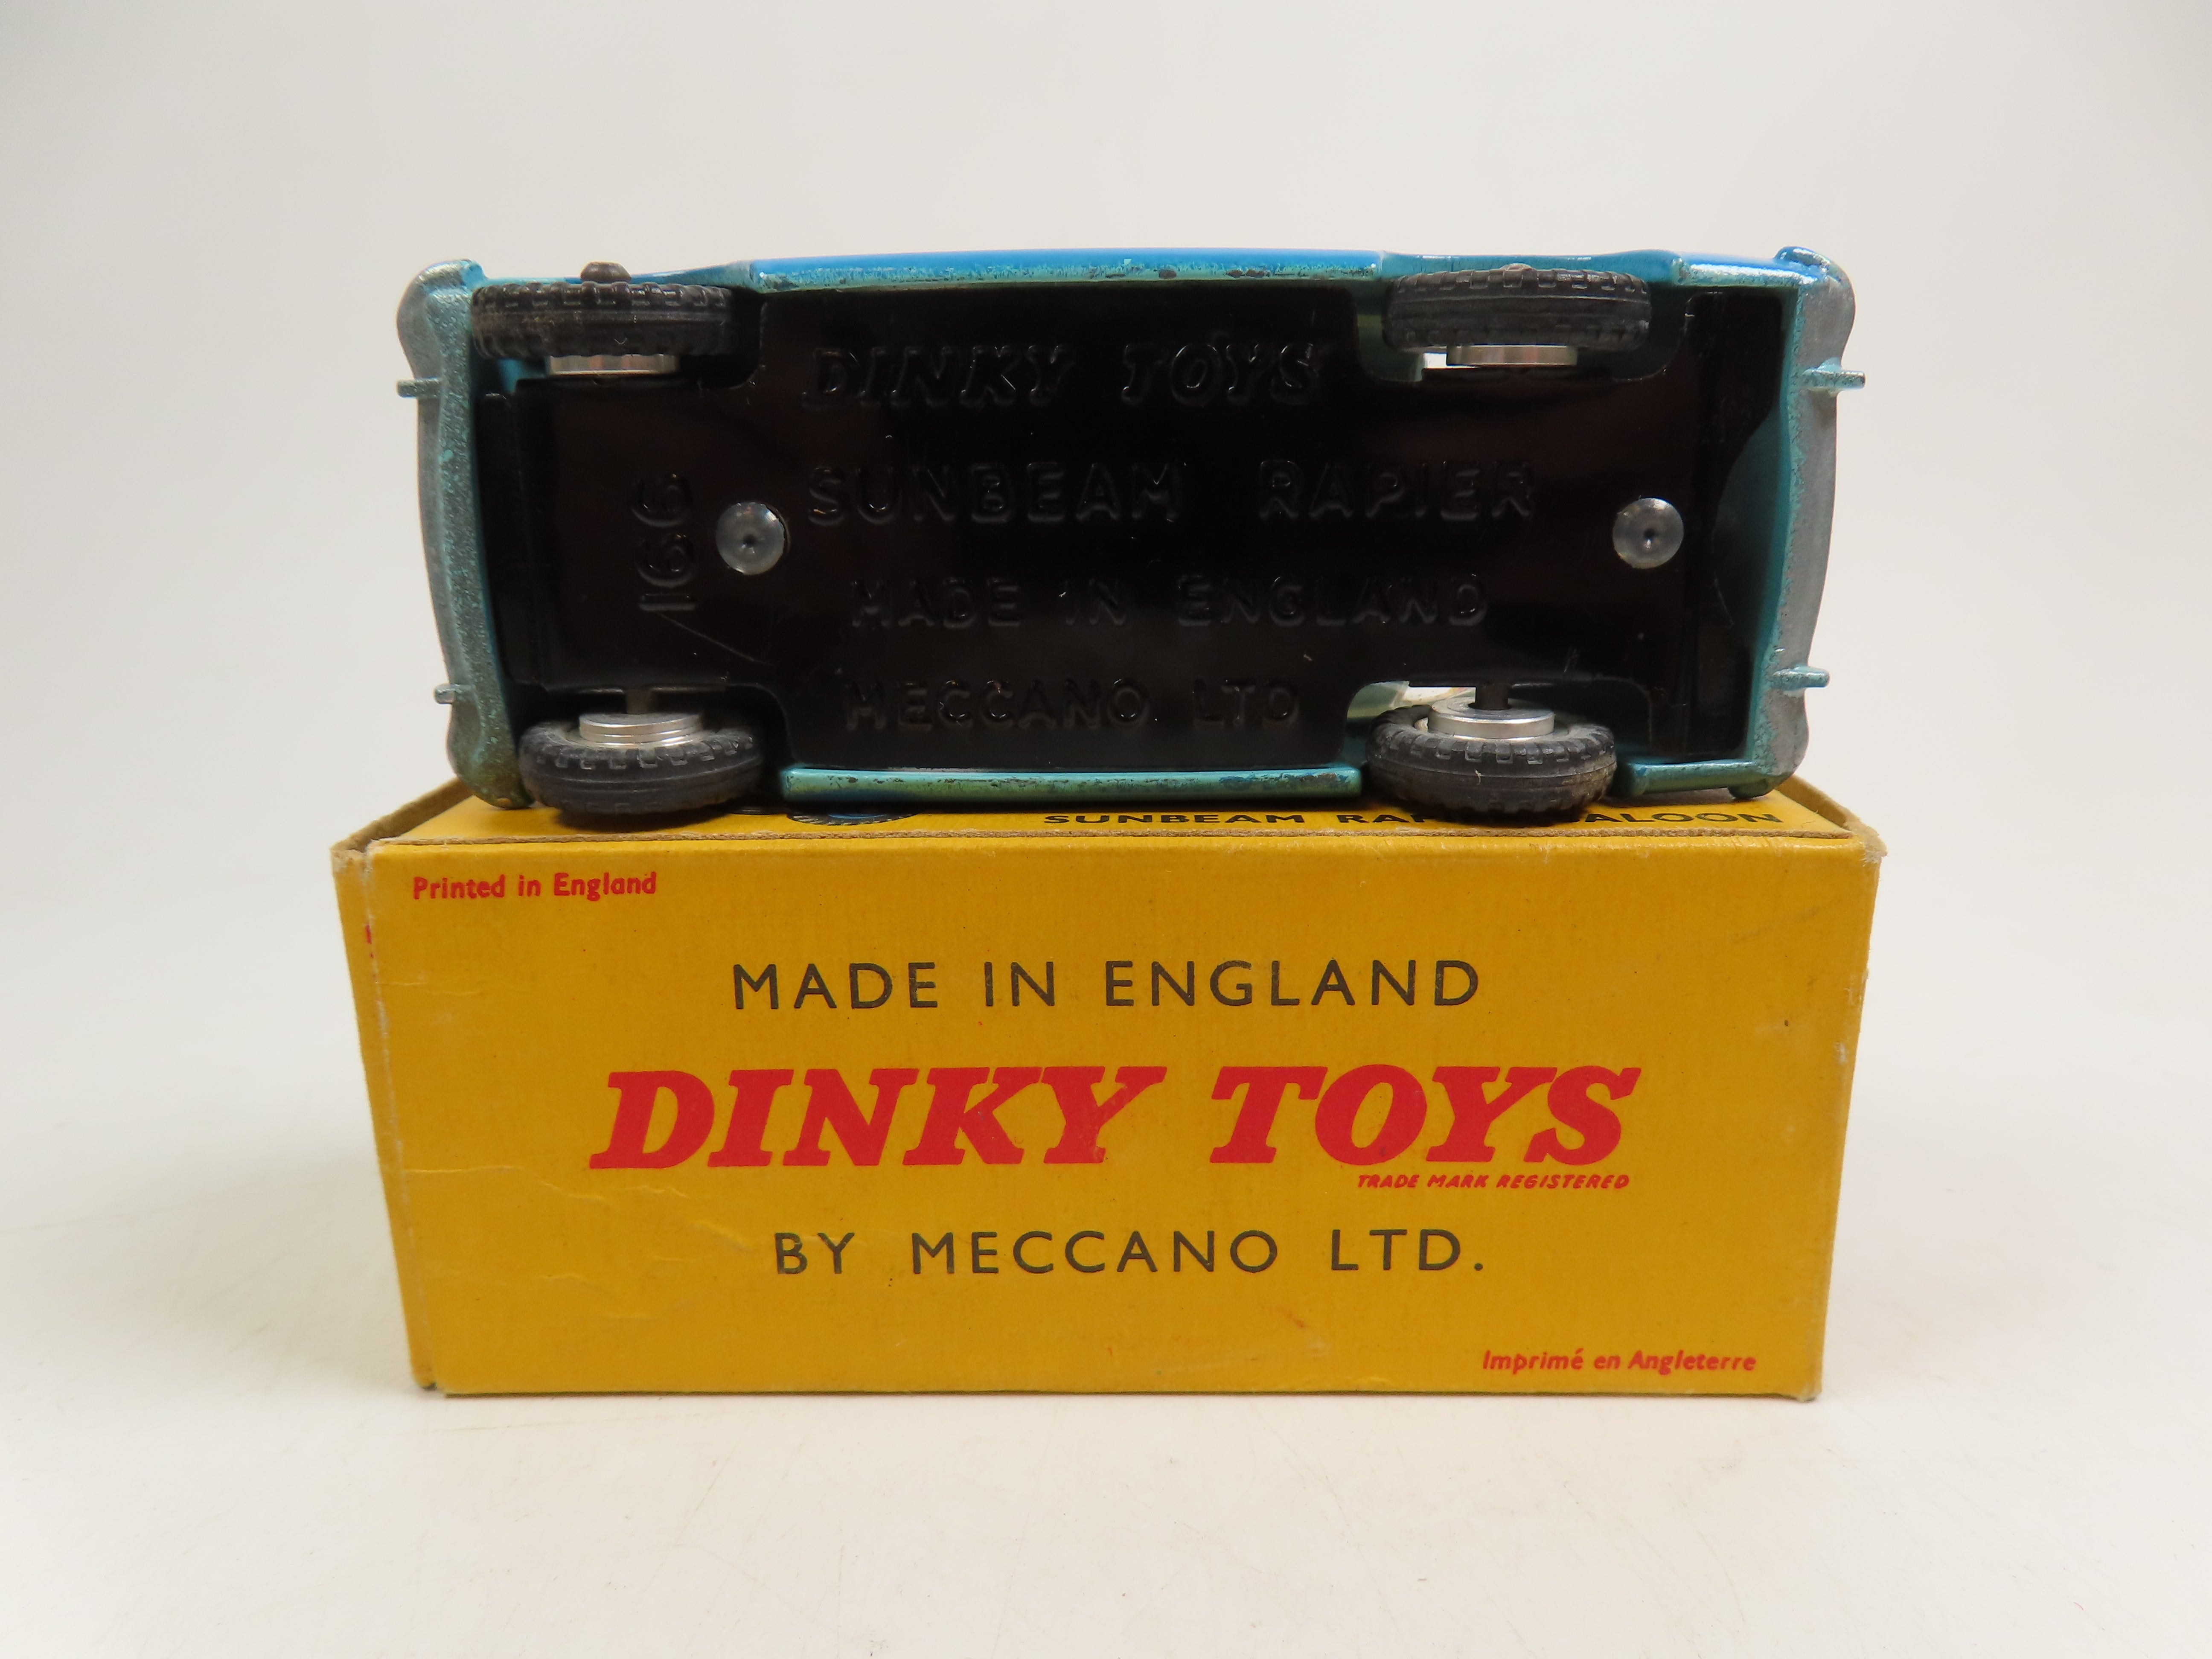 DINKY TOYS
SUNBEAM RAPIER
166
MADE IN ENGLAND
MECCANO LTD
SUNBEAM
Printed in England
MADE IN ENGLAND
DINKY TOYS
TRADE MARK REGISTERED
BY MECCANO LTD.
Imprimé en Angleterre